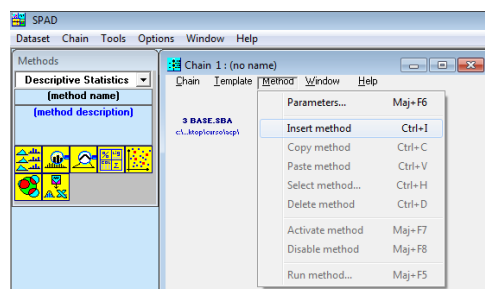 SPAD
Dataset Chain Tools Options Window Help
Methods
Descriptive Statistics
(method name)
(method description)
Chain 1 : (no name)
Chain Template Method Window Help
3 BASE.SBA
c:\...ktop\curso\acp\
Parameters... Maj+F6
Insert method Ctrl+I
Copy method Ctrl+C
Paste method Ctrl+V
Select method... Ctrl+H
Delete method Ctrl+D
Activate method Maj+F7
Disable method Maj+F8
Run method... Maj+F5